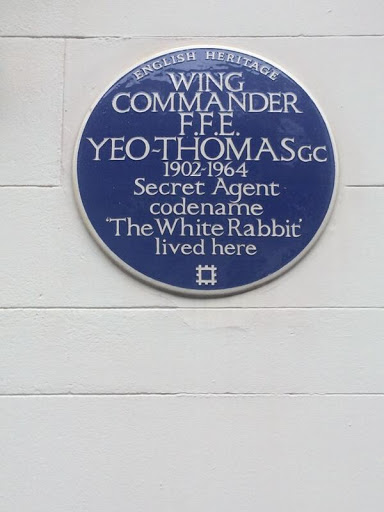 ENGLISH HERITAGE
WING
COMMANDER
F.F.E.
YEO-THOMAS GC
1902-1964
Secret Agent
codename
'The White Rabbit'
lived here